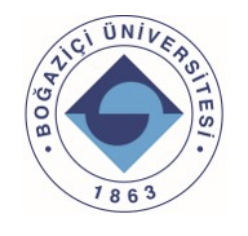 • BOĞAZİÇİ ÜNİVERSİTESİ •
1863